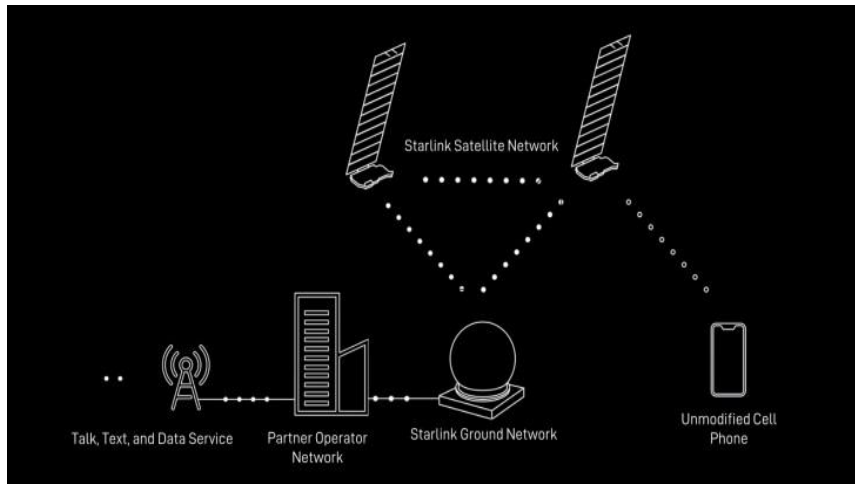 Starlink Satellite Network
Talk, Text, and Data Service
Partner Operator
Network
Starlink Ground Network
Unmodified Cell
Phone